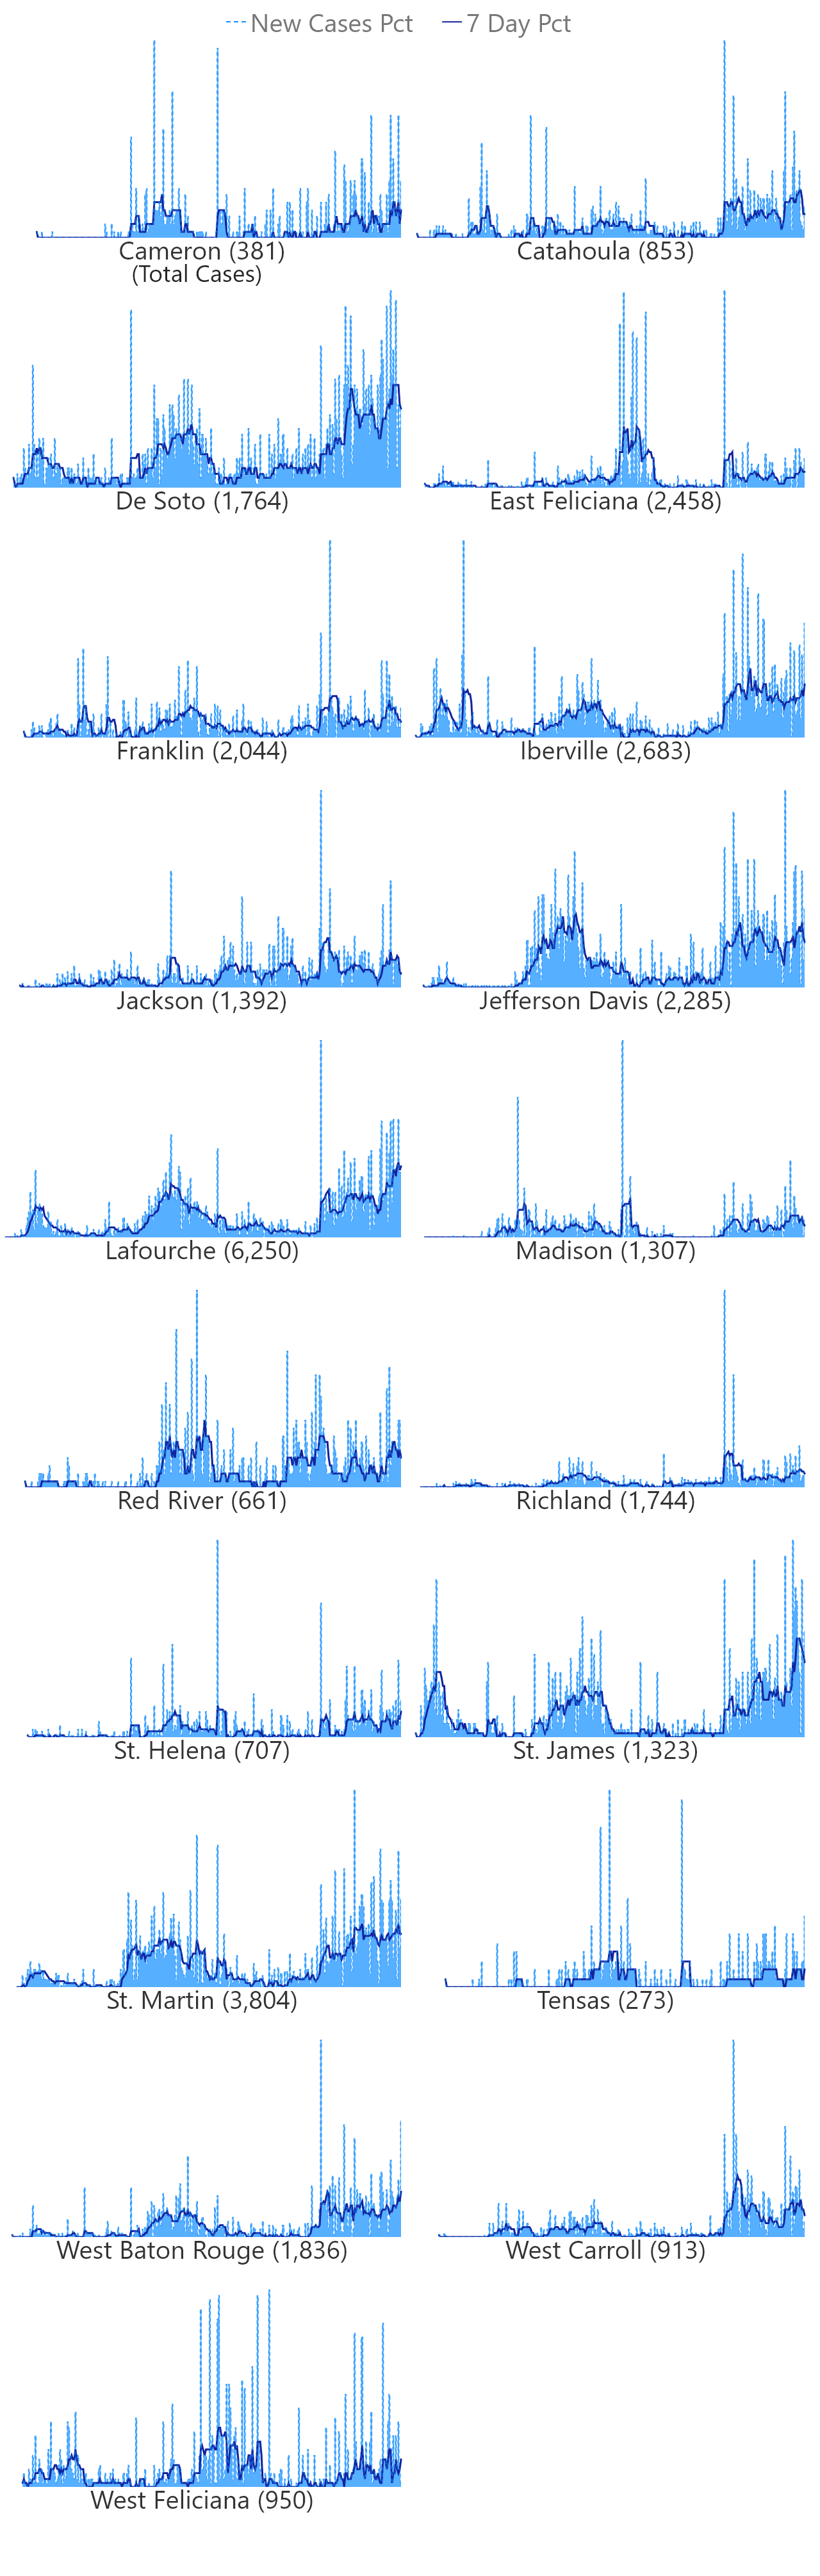 New Cases Pct 7 Day Pct
Cameron (381) Catahoula (853)
(Total Cases)
De Soto (1,764) East Feliciana (2,458)
Franklin (2,044) Iberville (2,683)
Jackson (1,392) Jefferson Davis (2,285)
Lafourche (6,250) Madison (1,307)
Red River (661) Richland (1,744)
St. Helena (707) St. James (1,323)
St. Martin (3,804) Tensas (273)
West Baton Rouge (1,836) West Carroll (913)
West Feliciana (950)